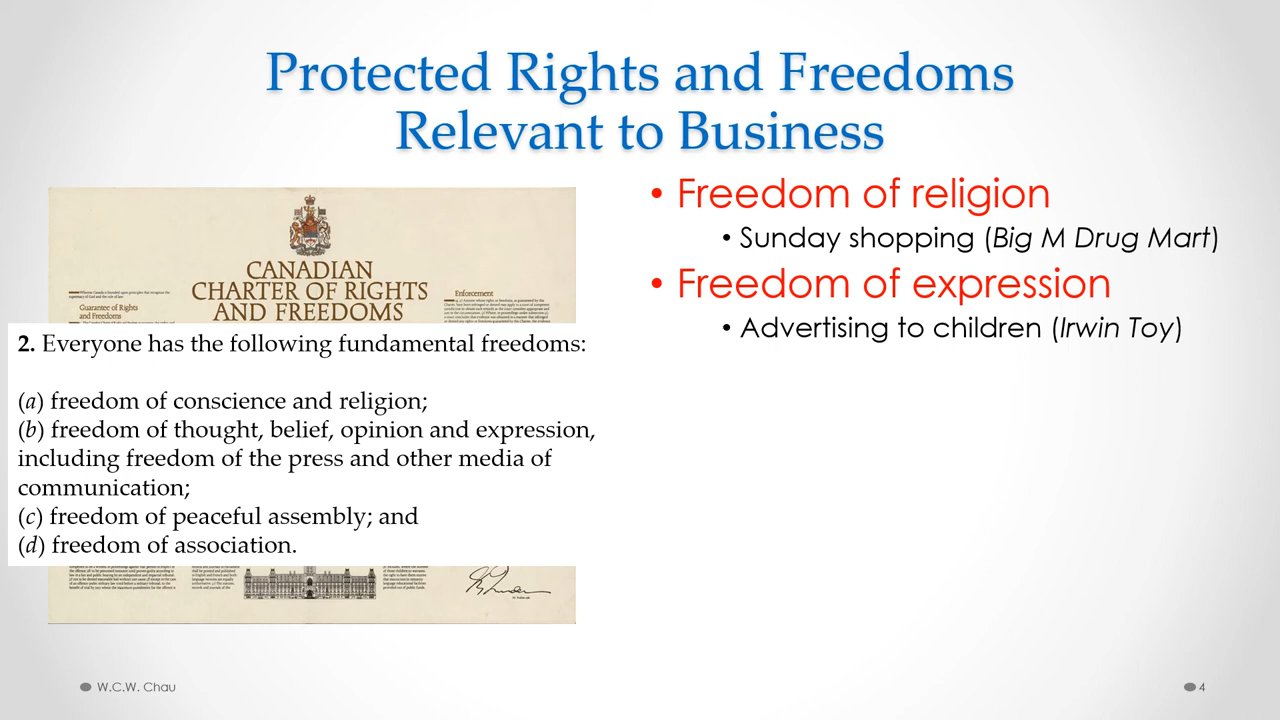 Protected Rights and Freedoms
Relevant to Business
CANADIAN
CHARTER OF RIGHTS
AND FREEDOMS
Guarantee of Rights
and Freedoms
Enforcement
2. Everyone has the following fundamental freedoms:
(a) freedom of conscience and religion;
(b) freedom of thought, belief, opinion and expression,
including freedom of the press and other media of
communication;
(c) freedom of peaceful assembly; and
(d) freedom of association.
• Freedom of religion
• Sunday shopping (Big M Drug Mart)
• Freedom of expression
• Advertising to children (Irwin Toy)
W.C.W. Chau
4